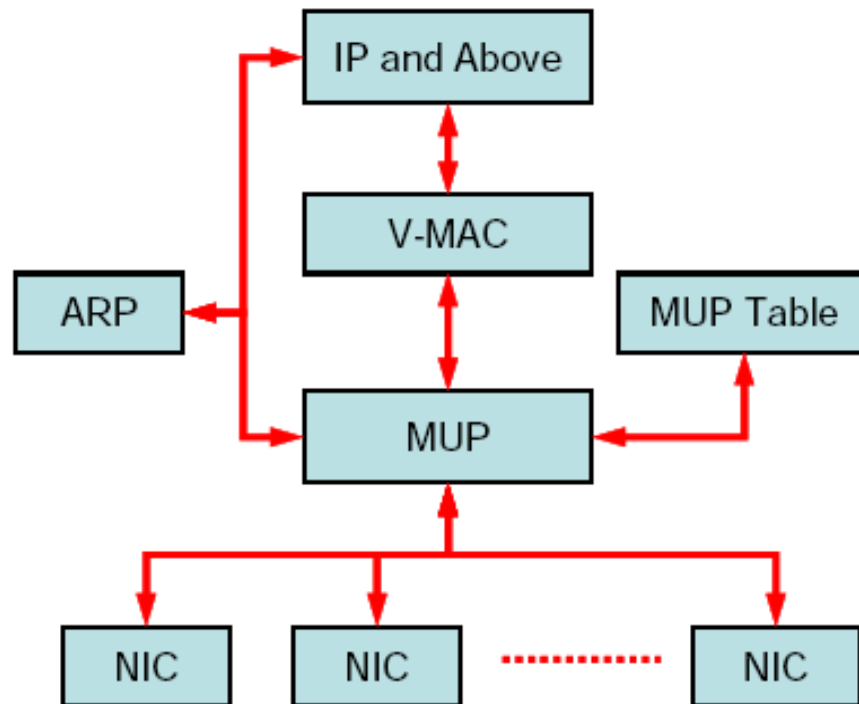 IP and Above
V-MAC
ARP
MUP Table
MUP
NIC
NIC
NIC